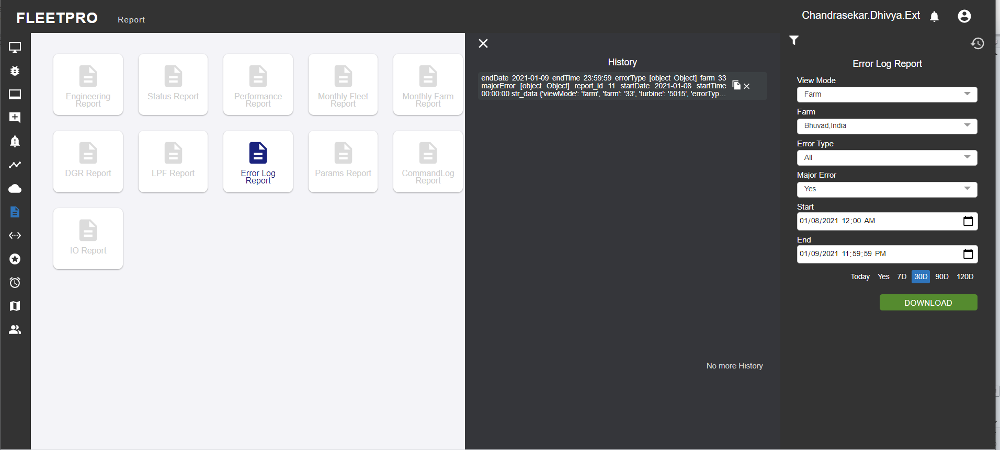 FLEETPRO
Report
Chandrasekar.Dhivya.Ext
Engineering
Report
Status Report
Performance
Report
Monthly Fleet
Report
Monthly Farm
Report
DGR Report
LPF Report
Error Log
Report
Params Report
CommandLog
Report
IO Report
History
endDate 2021-01-09 endTime 23:59:59 errorType [object Object] farm 33
majorError [object Object] report_id 11 startDate 2021-01-08 startTime
00:00:00 str_data {'viewMode': 'farm', 'farm': '33', 'turbine': '5015', 'errorTyp...
No more History
Error Log Report
View Mode
Farm
Farm
Bhuvad,India
Error Type
All
Major Error
Yes
Start
01/08/2021 12:00 AM
End
01/09/2021 11:59:59 PM
Today Yes 7D 30D 90D 120D
DOWNLOAD